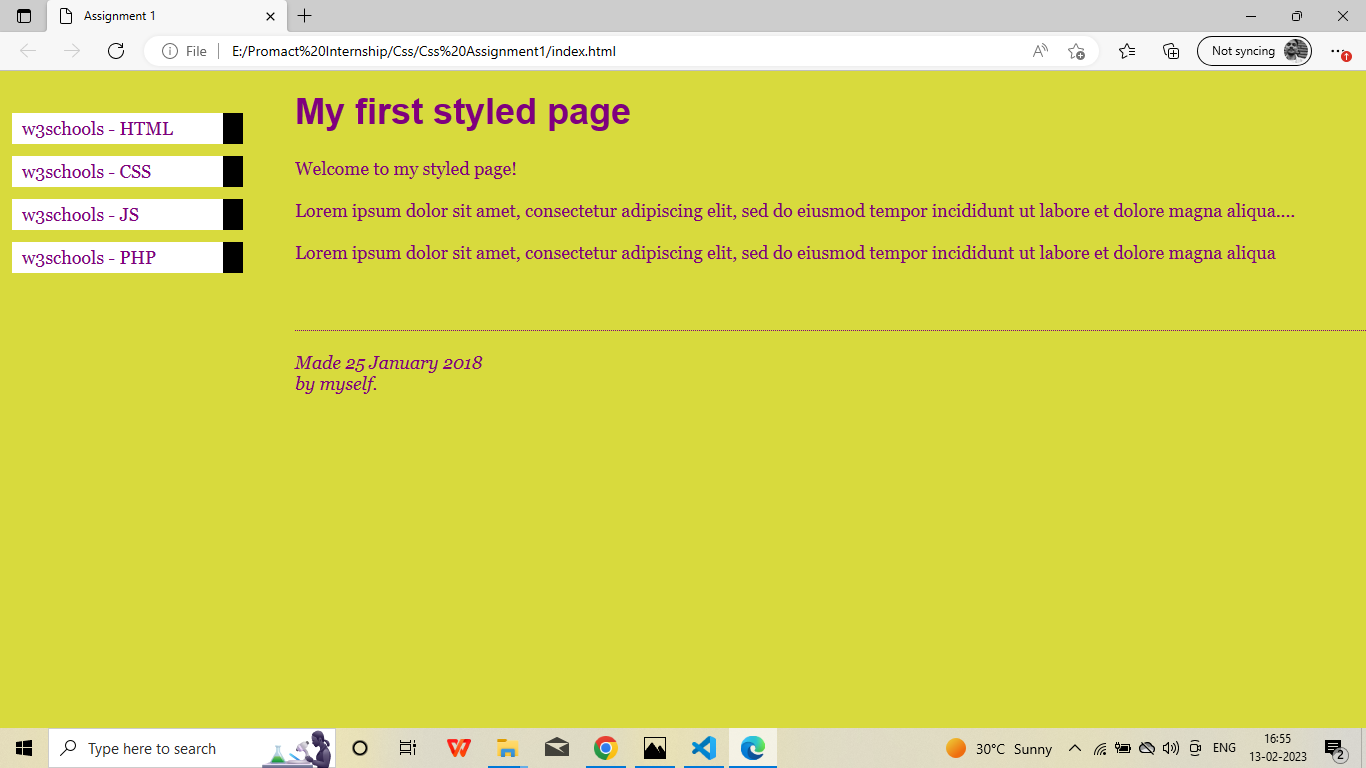 Assignment 1
File
E:/Promact%20Internship/Css/Css%20Assignment1/index.html
Not syncing
w3schools - HTML
w3schools - CSS
w3schools - JS
w3schools - PHP
My first styled page
Welcome to my styled page!
Lorem ipsum dolor sit amet, consectetur adipiscing elit, sed do eiusmod tempor incididunt ut labore et dolore magna aliqua....
Lorem ipsum dolor sit amet, consectetur adipiscing elit, sed do eiusmod tempor incididunt ut labore et dolore magna aliqua
Made 25 January 2018
by myself.
Type here to search
30°C Sunny
ENG
16:55
13-02-2023
2